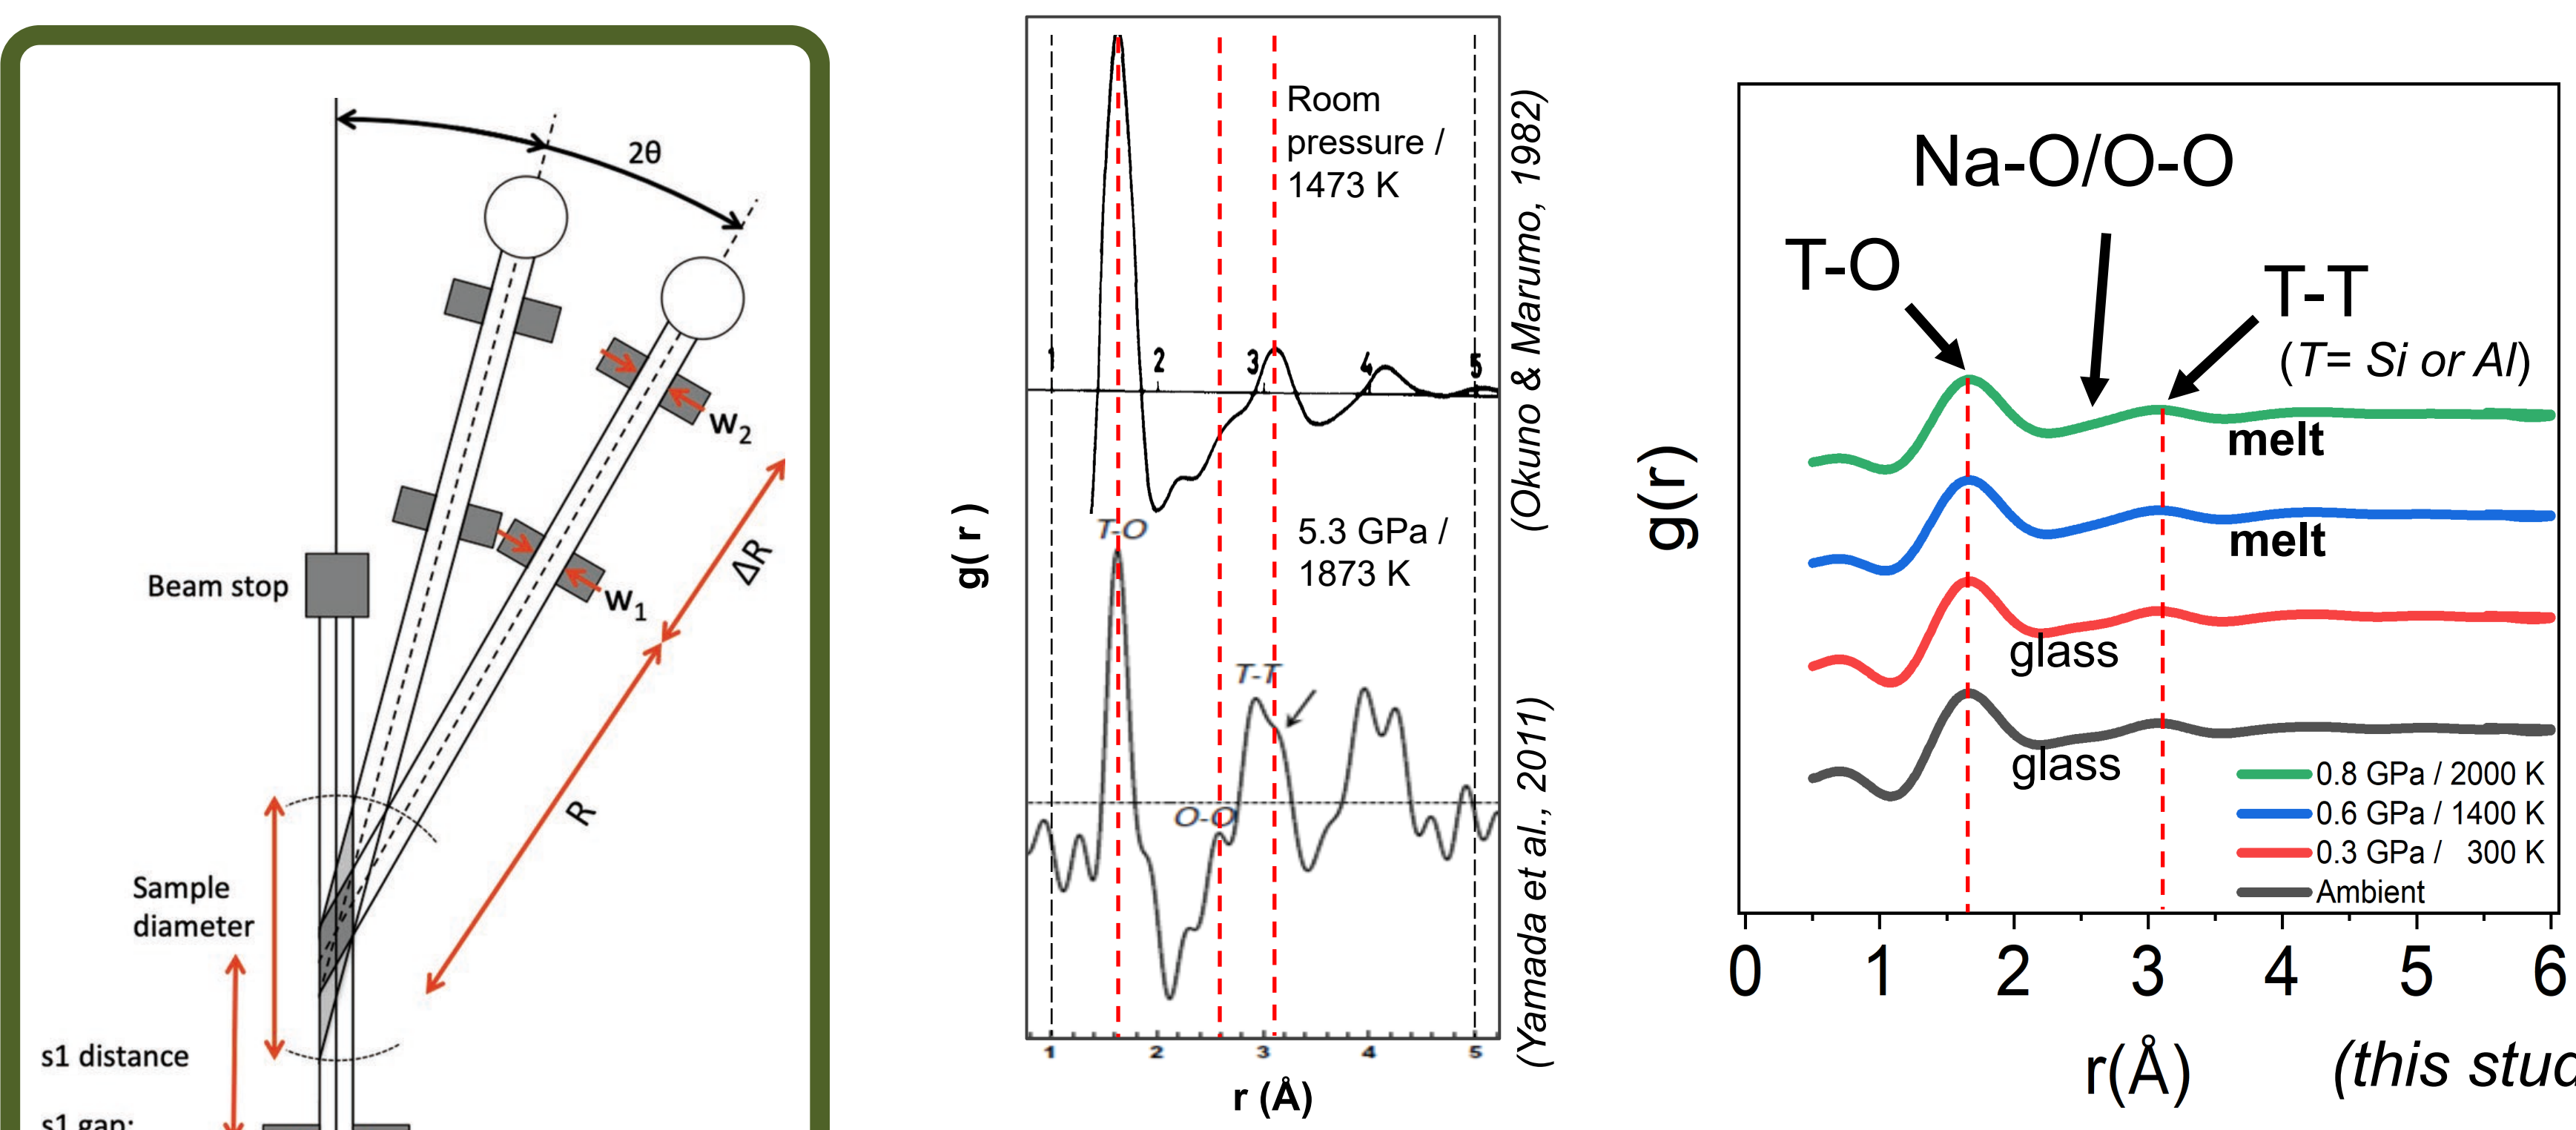 2θ
W2
ΔR
Beam stop
W1
R
Sample
diameter
s1 distance
s1 gap:
Room
pressure /
1473 K
(Okuno & Marumo, 1982)
1 2 3 4 5
g( r )
T-O
5.3 GPa /
1873 K
T-T
O-O
(Yamada et al., 2011)
1 2 3 4 5
r (Å)
Na-O/O-O
T-O
T-T
(T= Si or Al)
g(r)
melt
melt
glass
glass
0.8 GPa / 2000 K
0.6 GPa / 1400 K
0.3 GPa / 300 K
Ambient
0 1 2 3 4 5 6
r(Å)
(this stud